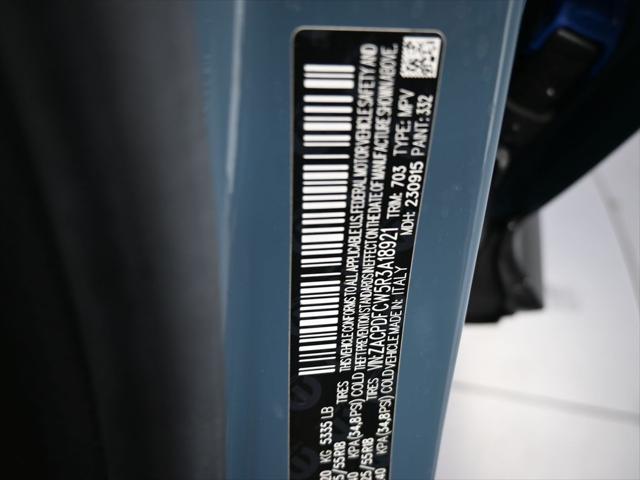 THIS VEHICLE CONFORMS TO ALL APPLICABLE U.S. FEDERAL MOTOR VEHICLE SAFETY AND
THEFT PREVENTION STANDARDS IN EFFECT ON THE DATE OF MANUFACTURE SHOWN ABOVE.
VIN: ZACPDFCW5R3A18921 TRIM: 703 TYPE: MPV
VEHICLE MADE IN: ITALY MDH: 230915 PAINT: 332
KG 5335 LB
TIRES
55R18
KPA(34,8PSI) COLD
TIRES
55R18
KPA(34,8PSI) COLD